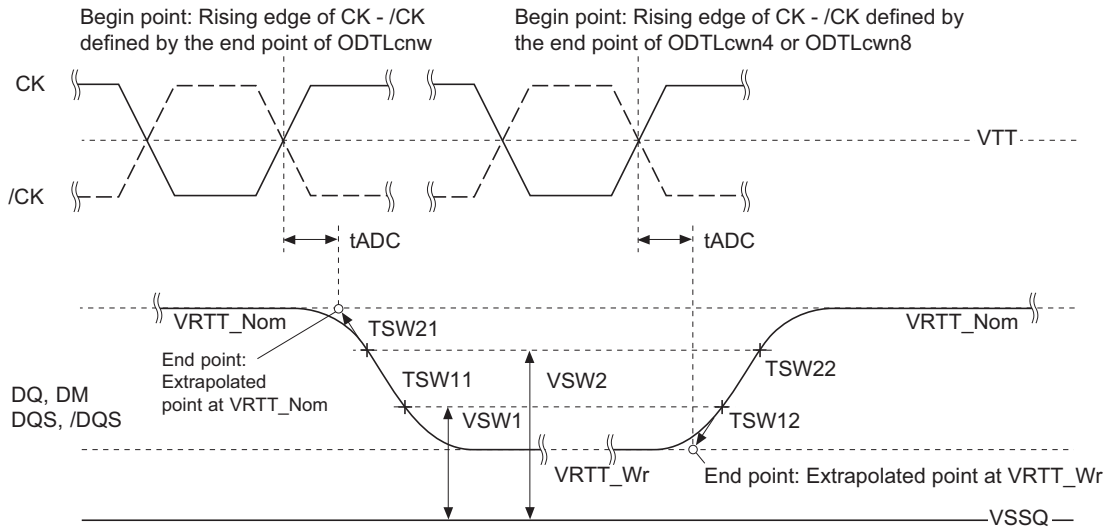 Begin point: Rising edge of CK - /CK
defined by the end point of ODTLcnw
Begin point: Rising edge of CK - /CK defined by
the end point of ODTLcwn4 or ODTLcwn8
CK
VTT
/CK
tADC
tADC
VRTT_Nom
TSW21
End point:
Extrapolated
point at VRTT_Nom
VRTT_Nom
TSW22
TSW11
VSW2
DQ, DM
DQS, /DQS
VSW1
TSW12
VRTT_Wr
End point: Extrapolated point at VRTT_Wr
VSSQ